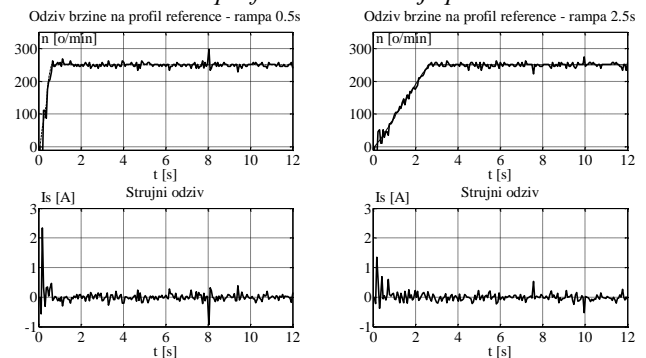 Odziv brzine na profil reference - rampa 0.5s
n [o/min]
300
200
100
0
0 2 4 6 8 10 12
t [s]
Odziv brzine na profil reference - rampa 2.5s
n [o/min]
300
200
100
0
0 2 4 6 8 10 12
t [s]
Is [A]
Strujni odziv
3
2
1
0
-1
0 2 4 6 8 10 12
t [s]
Is [A]
Strujni odziv
3
2
1
0
-1
0 2 4 6 8 10 12
t [s]